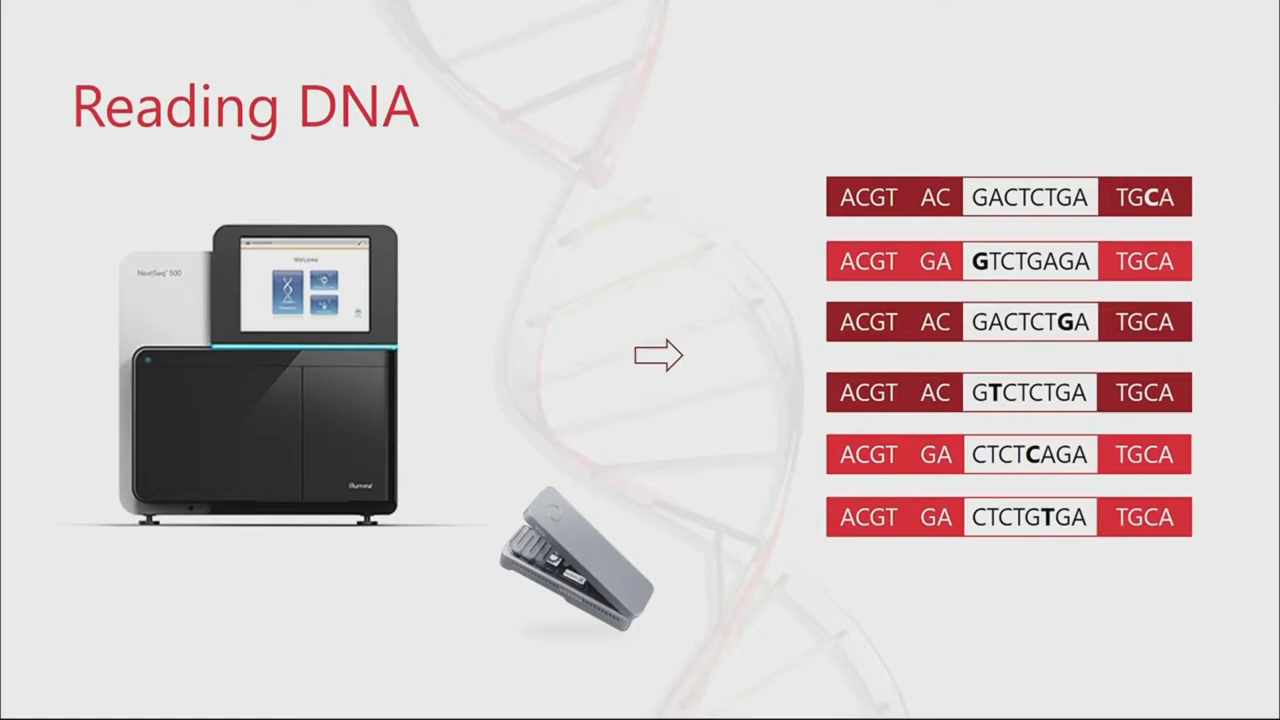 Reading DNA
ACGT AC GACTCTGA TGCA
ACGT GA GTCTGAGA TGCA
NextSeq 500
Welcome
ACGT AC GACTCTGA TGCA
ACGT AC GTCTCTGA TGCA
ACGT GA CTCTCAGA TGCA
illumina
ACGT GA CTCTGTGA TGCA